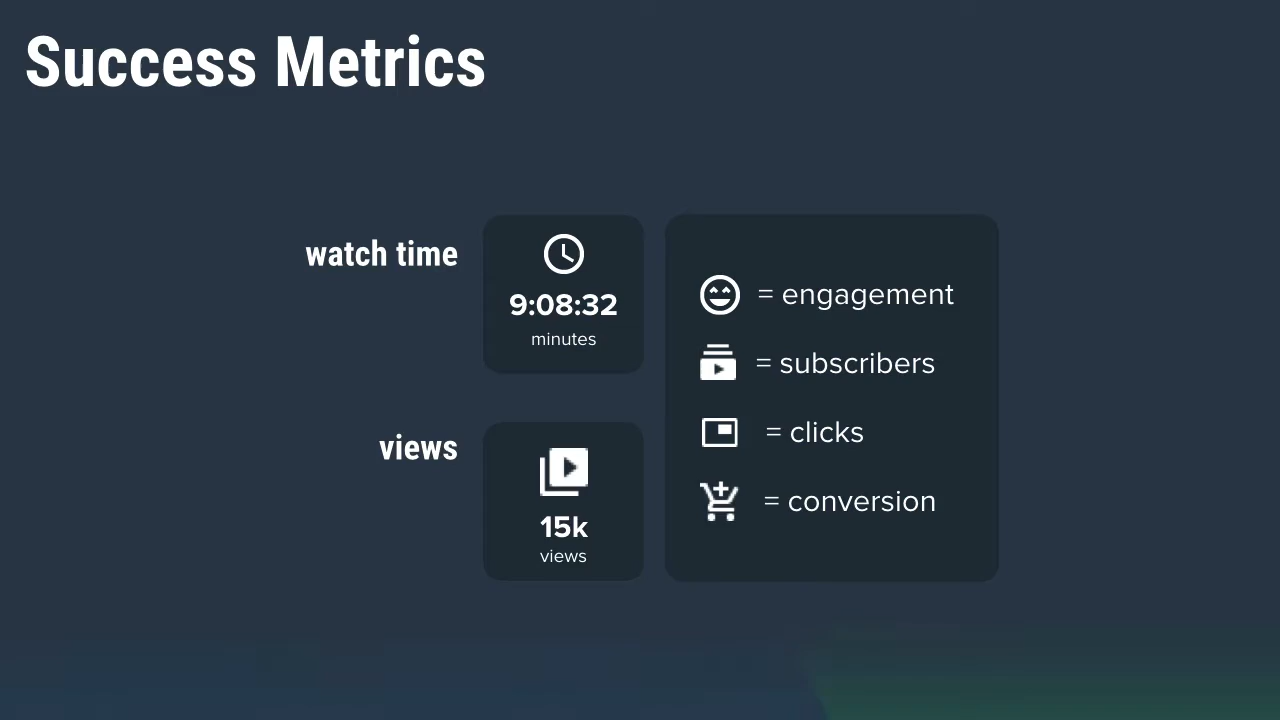 Success Metrics
watch time
9:08:32
minutes
views
15k
views
= engagement
= subscribers
= clicks
= conversion